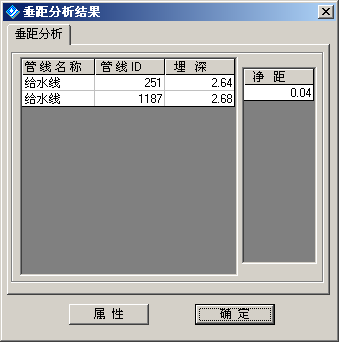 垂距分析结果
垂距分析
管线名称 管线ID 埋 深 净 距
给水线 251 2.64 0.04
给水线 1187 2.68
属 性 确 定